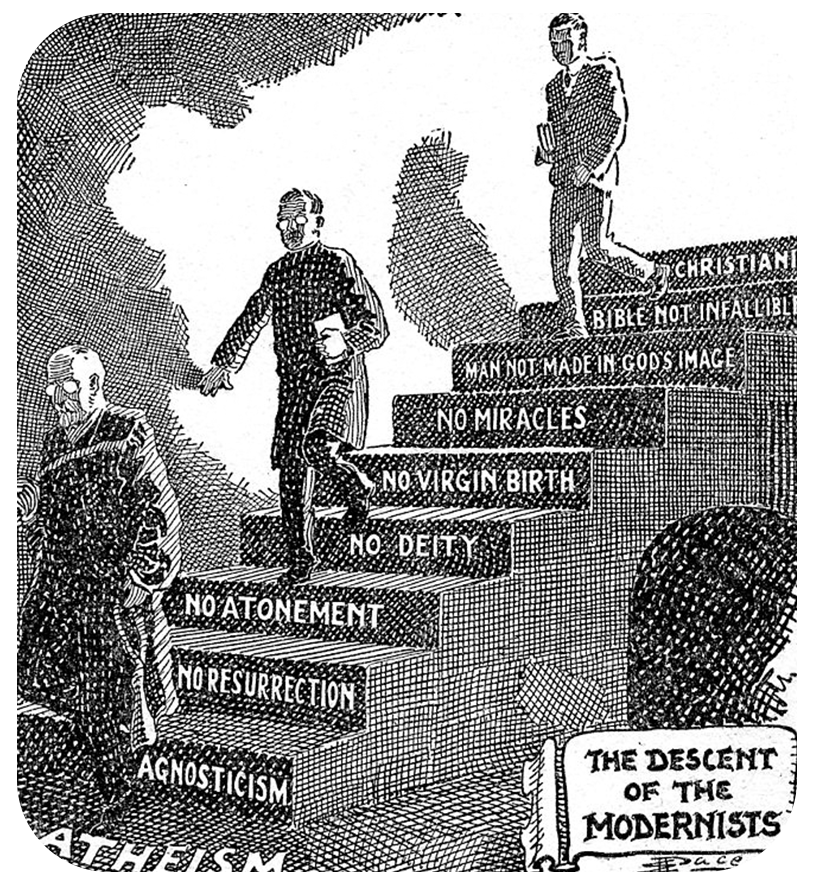 CHRISTIANI
BIBLE NOT INFALLIBLE
MAN NOT MADE IN GOD'S IMAGE
NO MIRACLES
NO VIRGIN BIRTH
NO DEITY
NO ATONEMENT
NO RESURRECTION
AGNOSTICISM
ATHEISM
THE DESCENT
OF THE
MODERNISTS
Pace